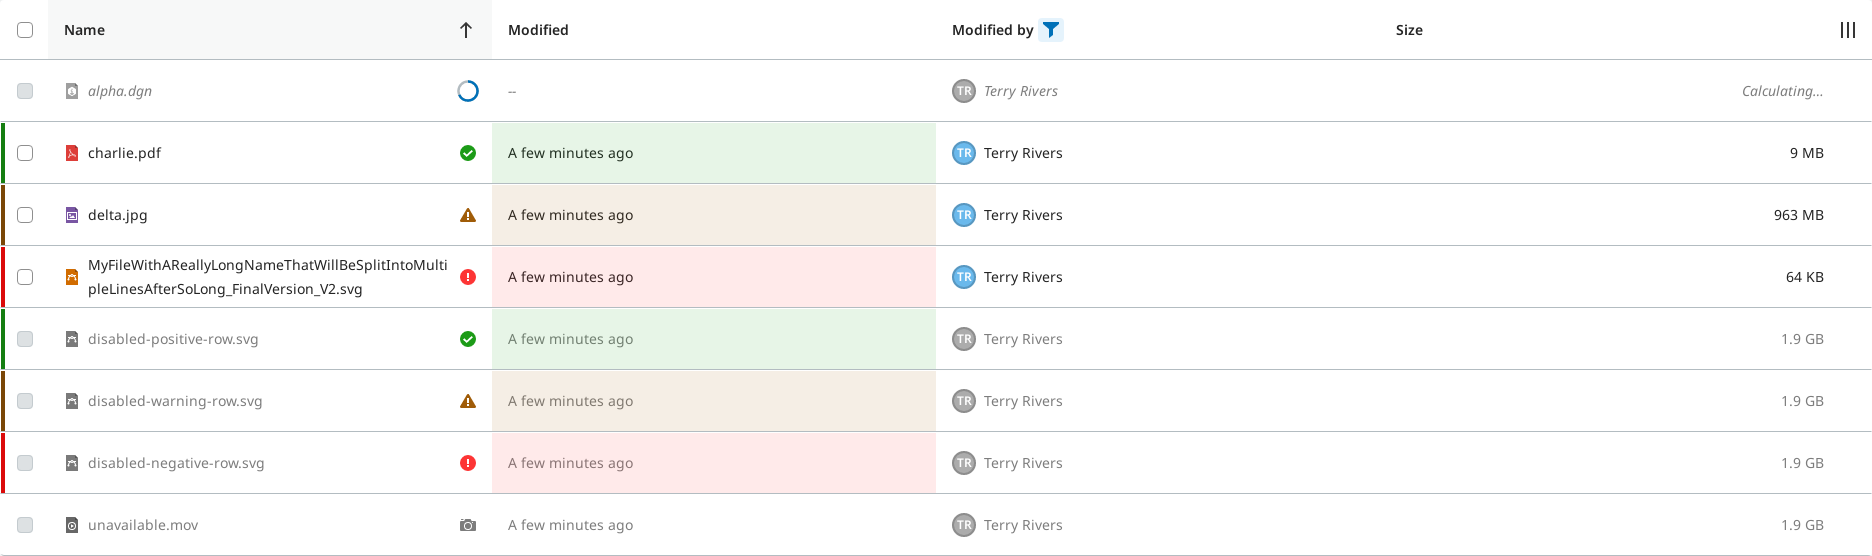 Name Modified Modified by Size
alpha.dgn -- TR Terry Rivers Calculating...
charlie.pdf A few minutes ago TR Terry Rivers 9 MB
delta.jpg A few minutes ago TR Terry Rivers 963 MB
MyFileWithAReallyLongNameThatWillBeSplitIntoMulti
pleLinesAfterSoLong_FinalVersion_V2.svg A few minutes ago TR Terry Rivers 64 KB
disabled-positive-row.svg A few minutes ago TR Terry Rivers 1.9 GB
disabled-warning-row.svg A few minutes ago TR Terry Rivers 1.9 GB
disabled-negative-row.svg A few minutes ago TR Terry Rivers 1.9 GB
unavailable.mov A few minutes ago TR Terry Rivers 1.9 GB